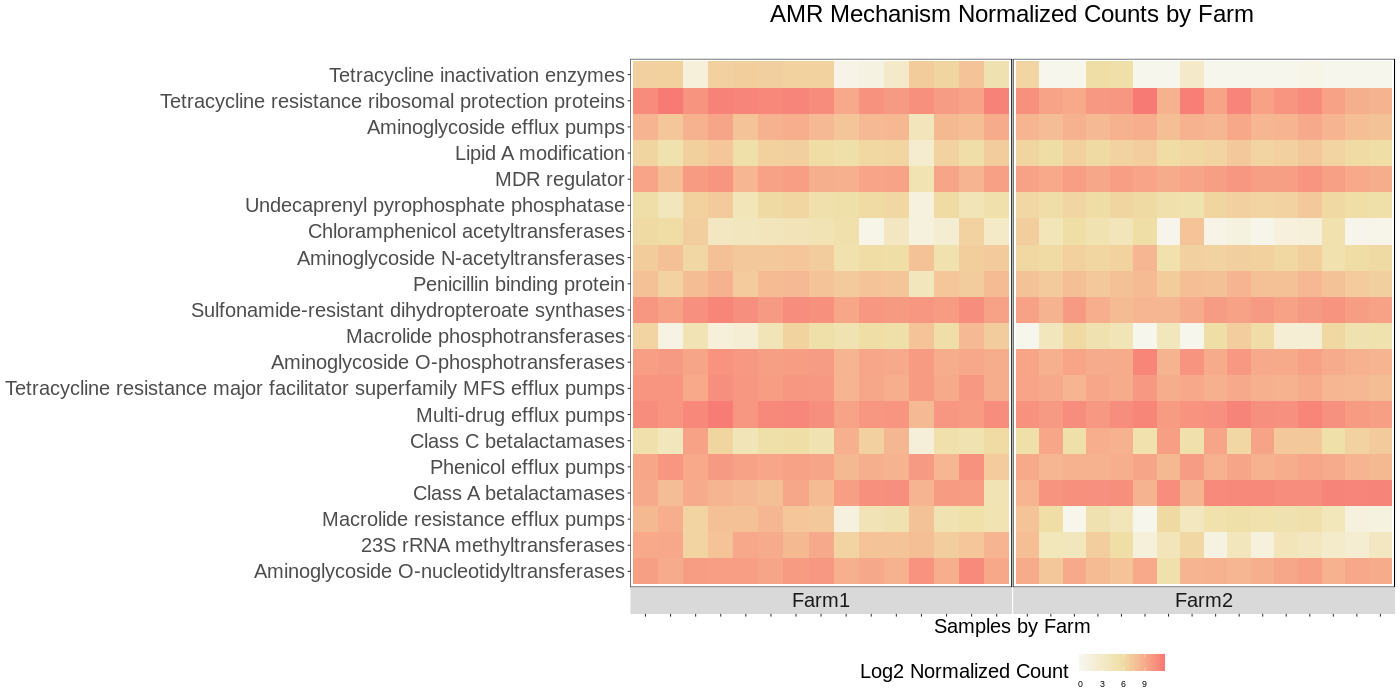 AMR Mechanism Normalized Counts by Farm
Tetracycline inactivation enzymes
Tetracycline resistance ribosomal protection proteins
Aminoglycoside efflux pumps
Lipid A modification
MDR regulator
Undecaprenyl pyrophosphate phosphatase
Chloramphenicol acetyltransferases
Aminoglycoside N-acetyltransferases
Penicillin binding protein
Sulfonamide-resistant dihydropteroate synthases
Macrolide phosphotransferases
Aminoglycoside O-phosphotransferases
Tetracycline resistance major facilitator superfamily MFS efflux pumps
Multi-drug efflux pumps
Class C betalactamases
Phenicol efflux pumps
Class A betalactamases
Macrolide resistance efflux pumps
23S rRNA methyltransferases
Aminoglycoside O-nucleotidyltransferases
Farm1 Farm2
Samples by Farm
Log2 Normalized Count
0 3 6 9